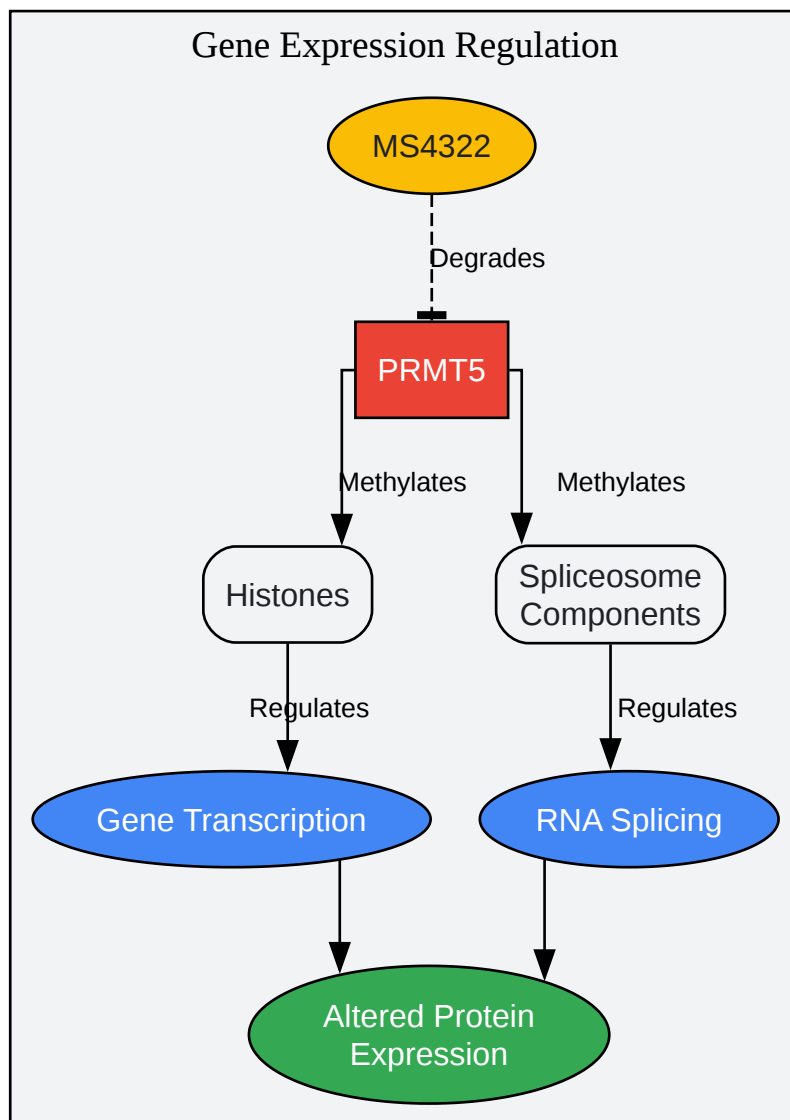 Gene Expression Regulation
MS4322
Degrades
PRMT5
Methylates
Methylates
Histones
Spliceosome
Components
Regulates
Regulates
Gene Transcription
RNA Splicing
Altered Protein
Expression